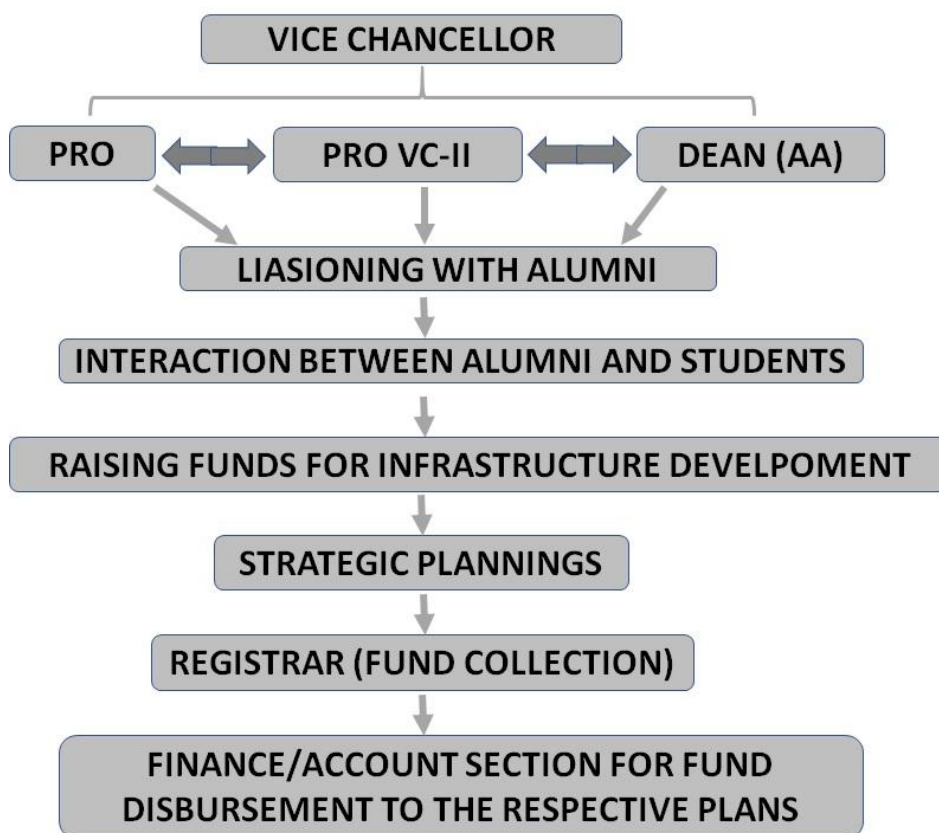 VICE CHANCELLOR
PRO
PRO VC-II
DEAN (AA)
LIASIONING WITH ALUMNI
INTERACTION BETWEEN ALUMNI AND STUDENTS
RAISING FUNDS FOR INFRASTRUCTURE DEVELPOMENT
STRATEGIC PLANNINGS
REGISTRAR (FUND COLLECTION)
FINANCE/ACCOUNT SECTION FOR FUND
DISBURSEMENT TO THE RESPECTIVE PLANS